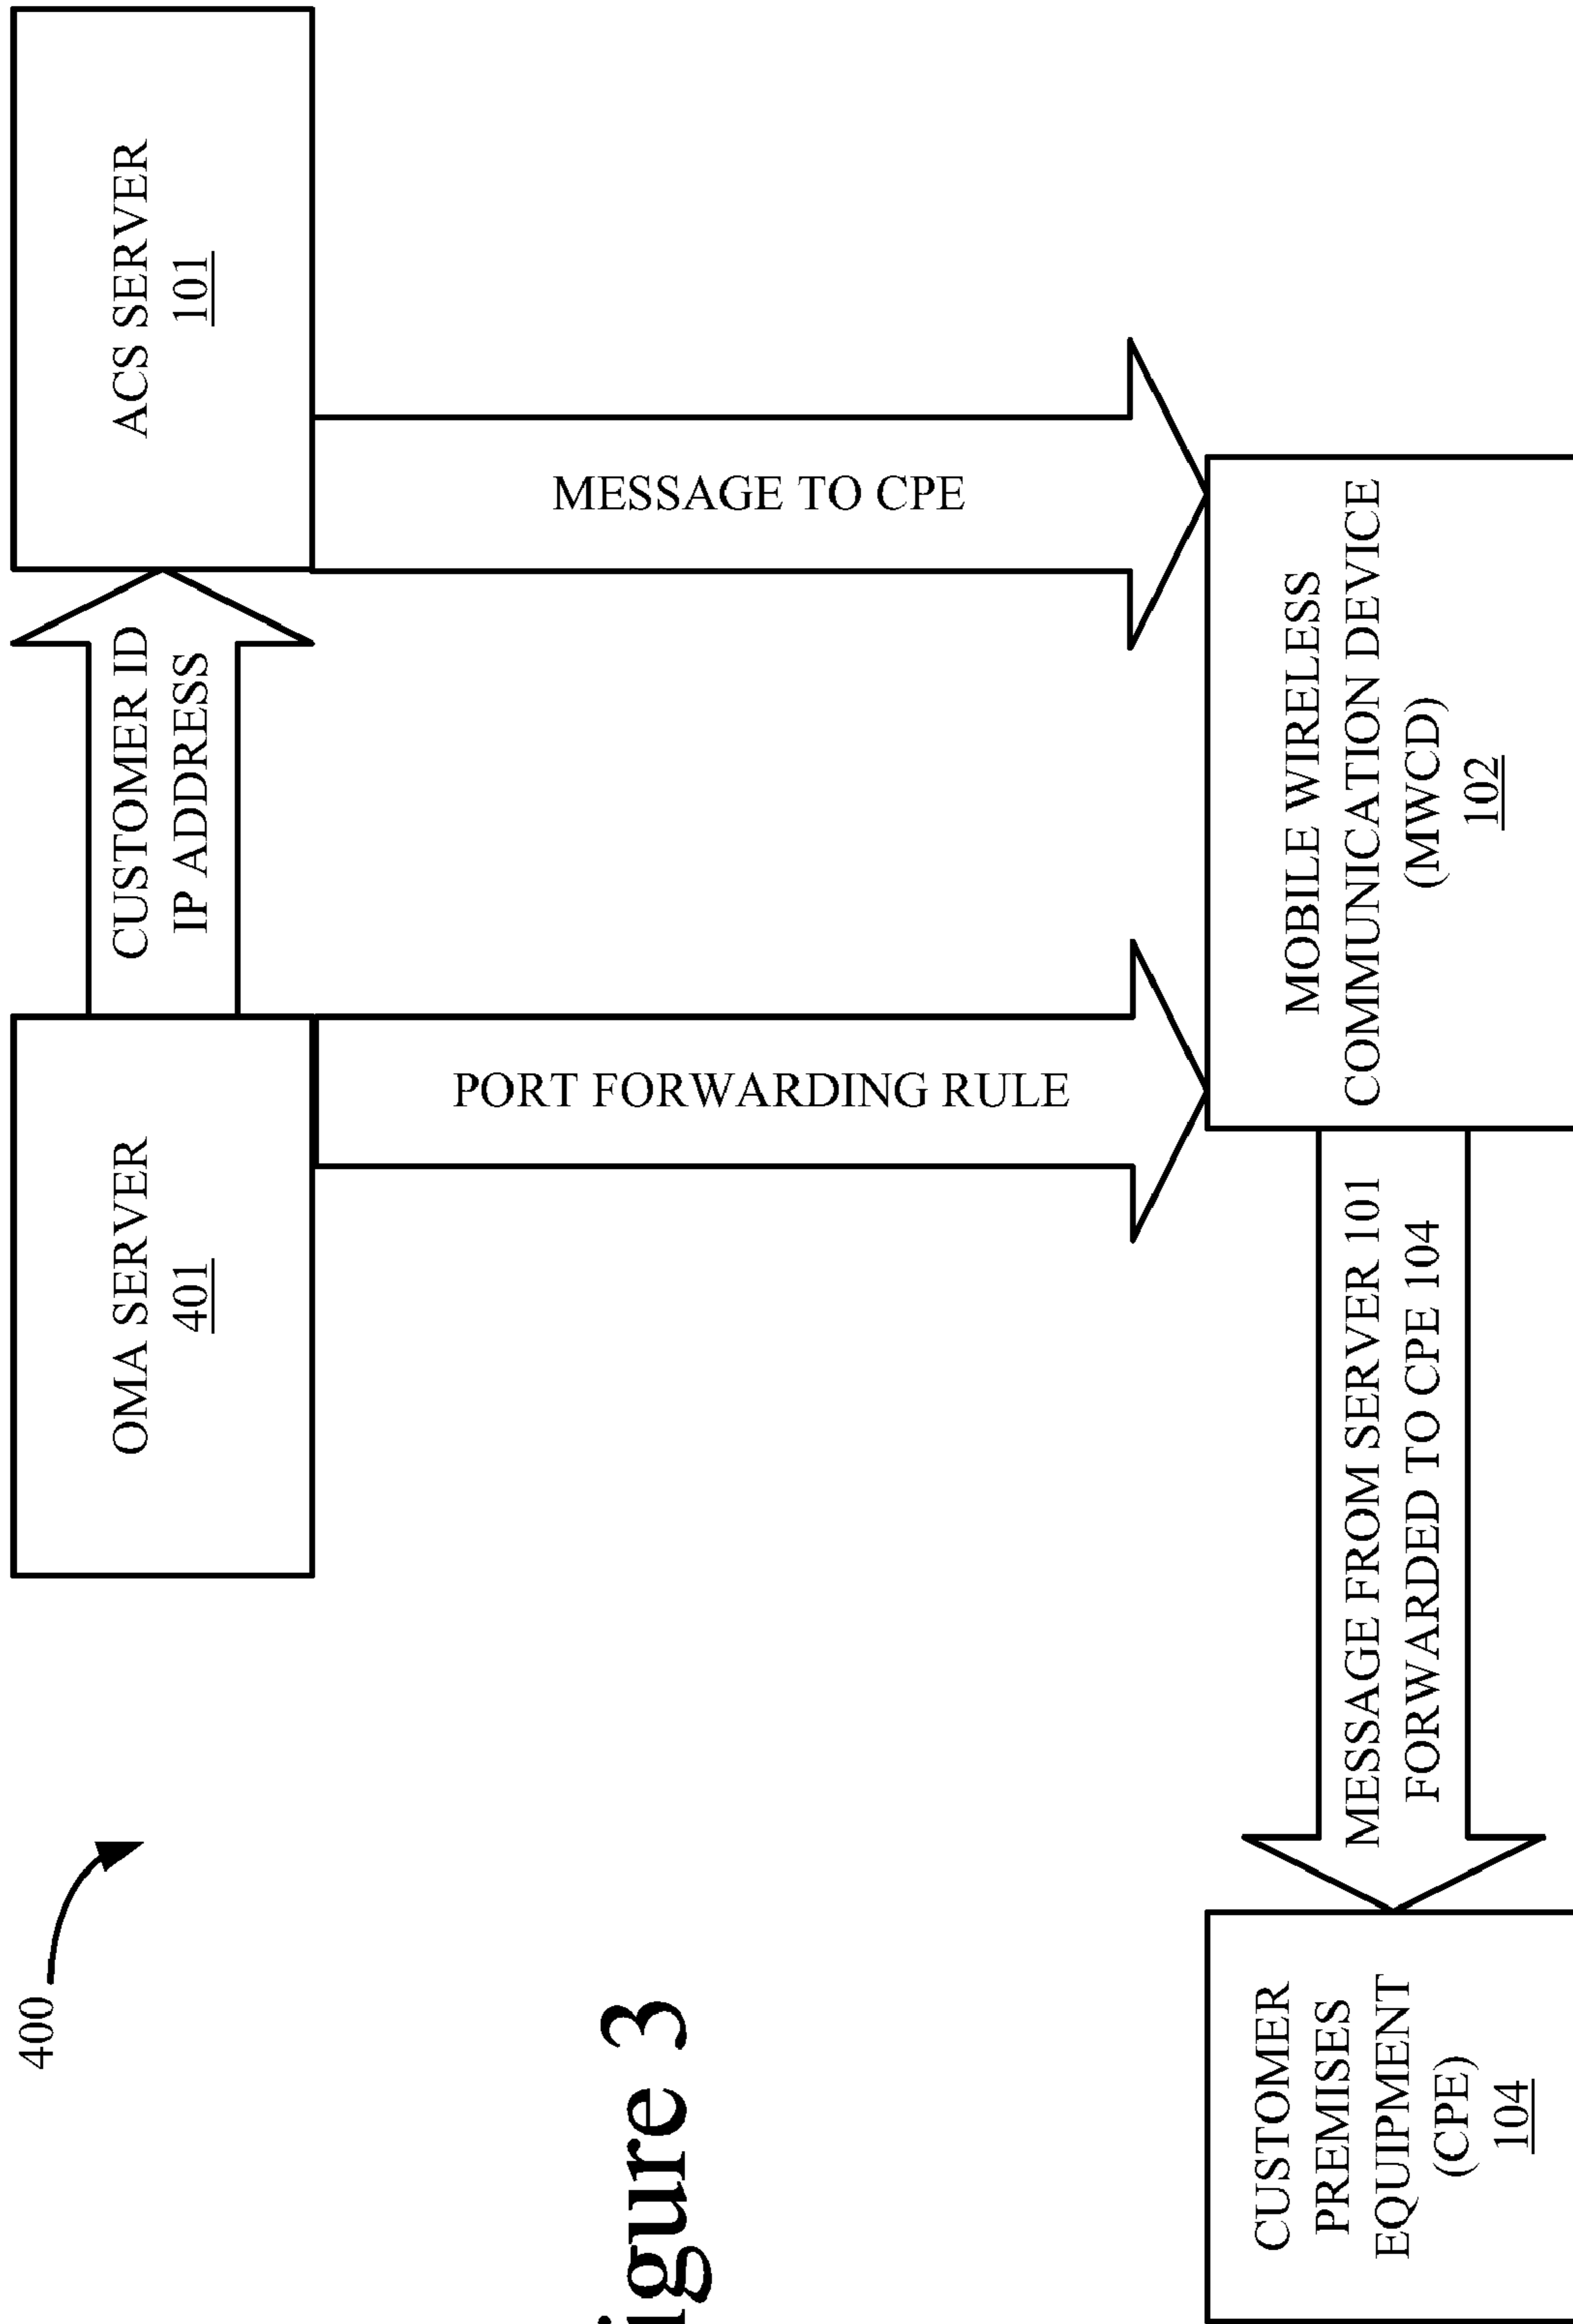 400
OMA SERVER
401
CUSTOMER ID
IP ADDRESS
ACS SERVER
101
PORT FORWARDING RULE
MESSAGE TO CPE
igure 3
CUSTOMER
PREMISES
EQUIPMENT
(CPE)
104
MESSAGE FROM SERVER 101
FORWARDED TO CPE 104
MOBILE WIRELESS
COMMUNICATION DEVICE
(MWCD)
102